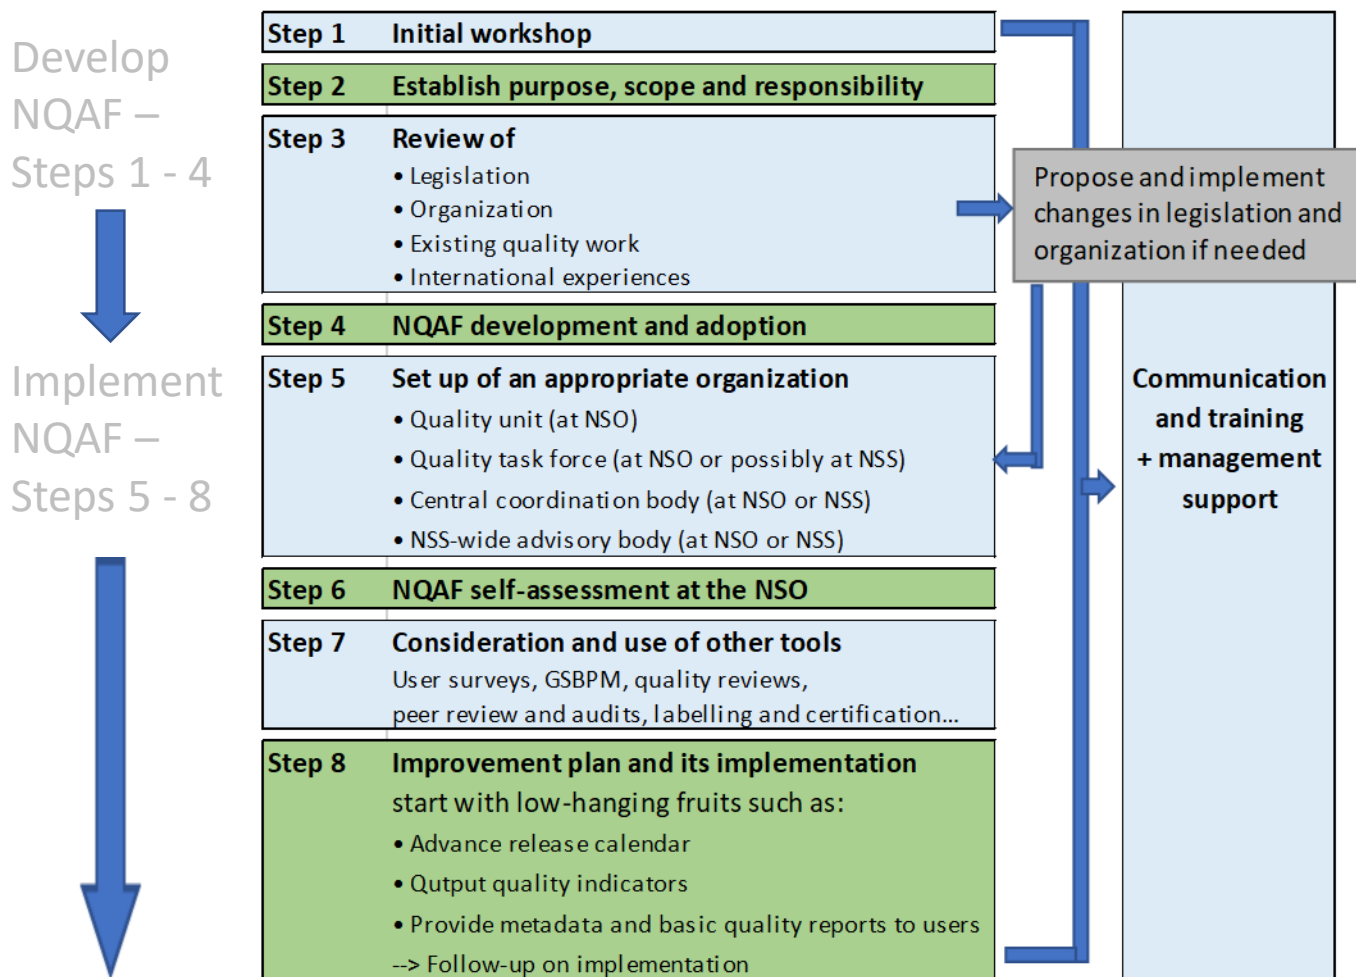 Develop
NQAF –
Steps 1 - 4
Implement
NQAF –
Steps 5 - 8
Step 1 Initial workshop
Step 2 Establish purpose, scope and responsibility
Step 3 Review of
• Legislation
• Organization
• Existing quality work
• International experiences
Step 4 NQAF development and adoption
Step 5 Set up of an appropriate organization
• Quality unit (at NSO)
• Quality task force (at NSO or possibly at NSS)
• Central coordination body (at NSO or NSS)
• NSS-wide advisory body (at NSO or NSS)
Step 6 NQAF self-assessment at the NSO
Step 7 Consideration and use of other tools
User surveys, GSBPM, quality reviews,
peer review and audits, labelling and certification...
Step 8 Improvement plan and its implementation
start with low-hanging fruits such as:
• Advance release calendar
• Qutput quality indicators
• Provide metadata and basic quality reports to users
--> Follow-up on implementation
Propose and implement
changes in legislation and
organization if needed
Communication
and training
+ management
support